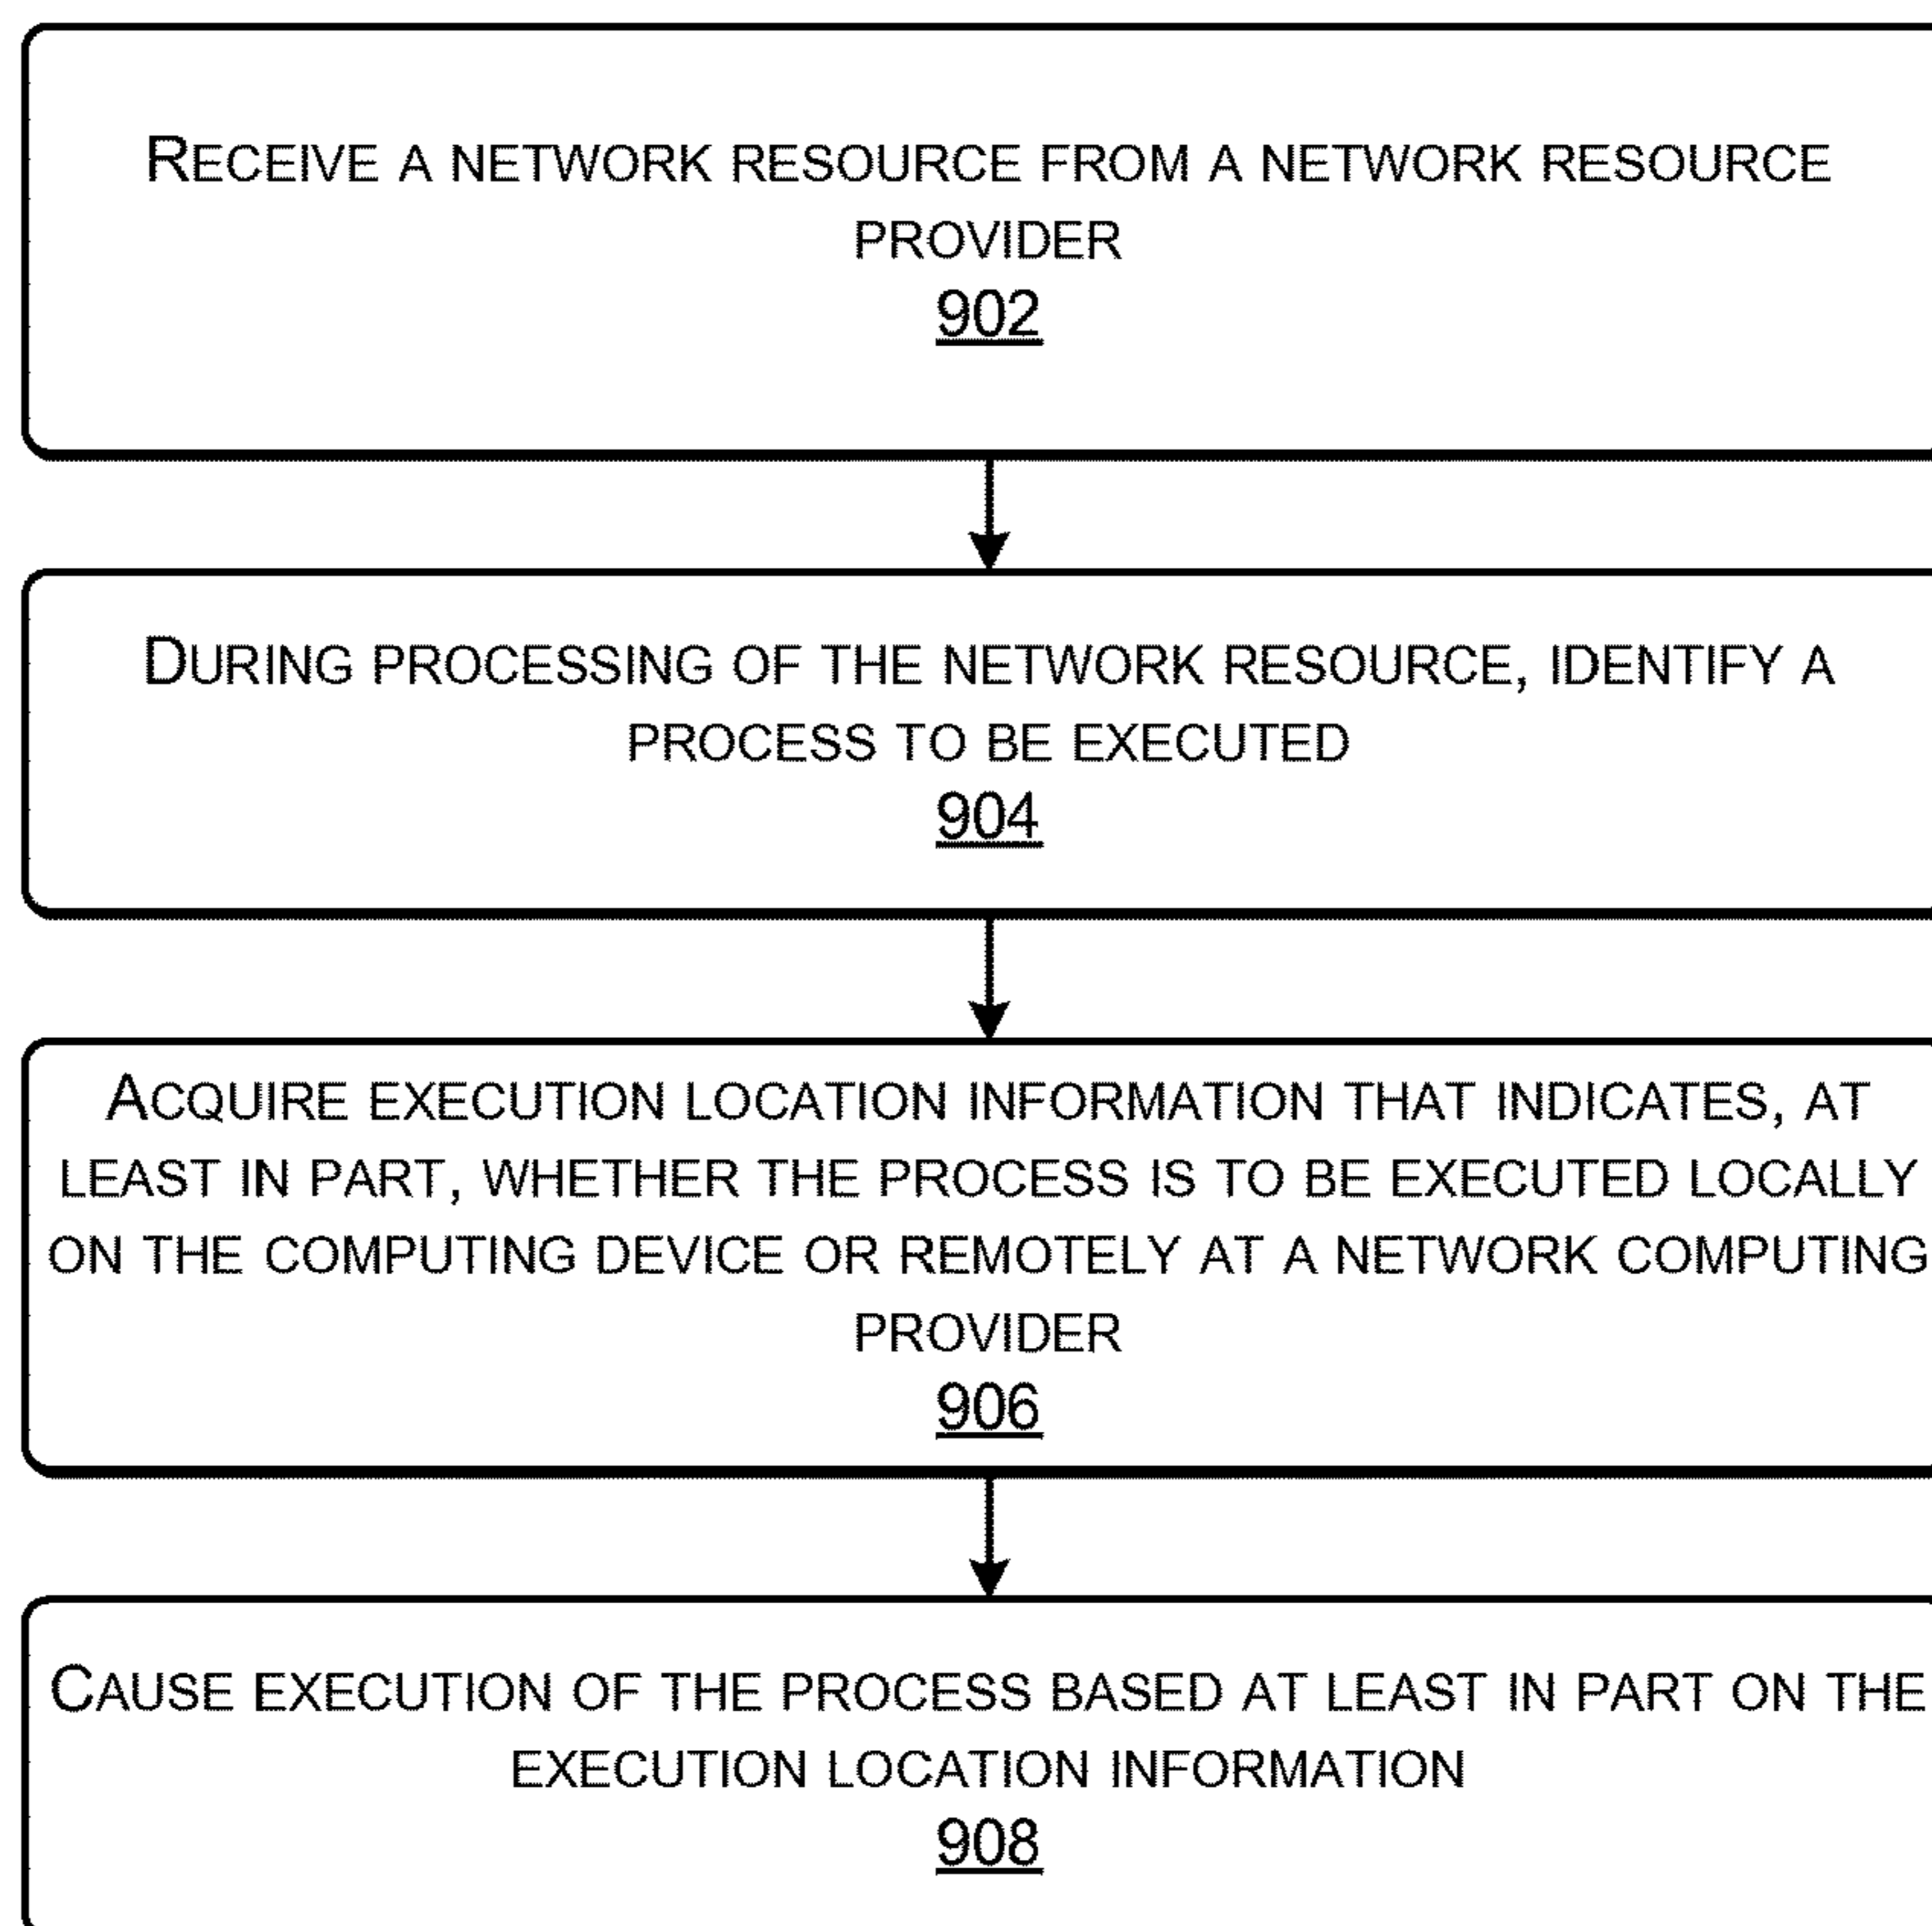 RECEIVE A NETWORK RESOURCE FROM A NETWORK RESOURCE
PROVIDER
902
DURING PROCESSING OF THE NETWORK RESOURCE, IDENTIFY A
PROCESS TO BE EXECUTED
904
ACQUIRE EXECUTION LOCATION INFORMATION THAT INDICATES, AT
LEAST IN PART, WHETHER THE PROCESS IS TO BE EXECUTED LOCALLY
ON THE COMPUTING DEVICE OR REMOTELY AT A NETWORK COMPUTING
PROVIDER
906
CAUSE EXECUTION OF THE PROCESS BASED AT LEAST IN PART ON THE
EXECUTION LOCATION INFORMATION
908